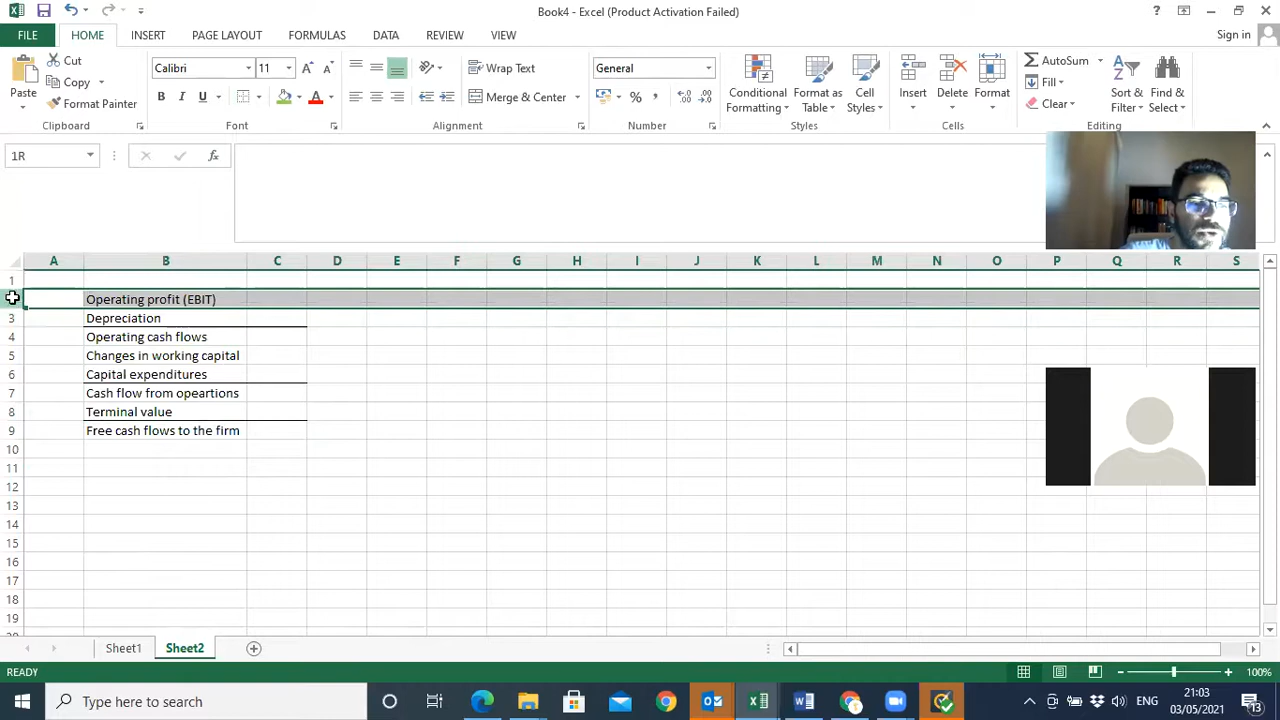 Book4 - Excel (Product Activation Failed)
?
FILE HOME INSERT PAGE LAYOUT FORMULAS DATA REVIEW VIEW Sign in
Cut
Copy
Format Painter
Paste
Clipboard
Calibri 11
B I U
Font
Wrap Text
Merge & Center
Alignment
General
%
Number
Conditional Formatting
Format as Table
Cell Styles
Styles
Insert Delete Format
Cells
AutoSum
Fill
Clear
Sort & Filter
Find & Select
Editing
1R
fx
A B C D E F G H I J K L M N O P Q R S
1
Operating profit (EBIT)
3 Depreciation
4 Operating cash flows
5 Changes in working capital
6 Capital expenditures
7 Cash flow from opeartions
8 Terminal value
9 Free cash flows to the firm
10
11
12
13
14
15
16
17
18
19
20
Sheet1 Sheet2
READY 100%
Type here to search
ENG
21:03
03/05/2021
13